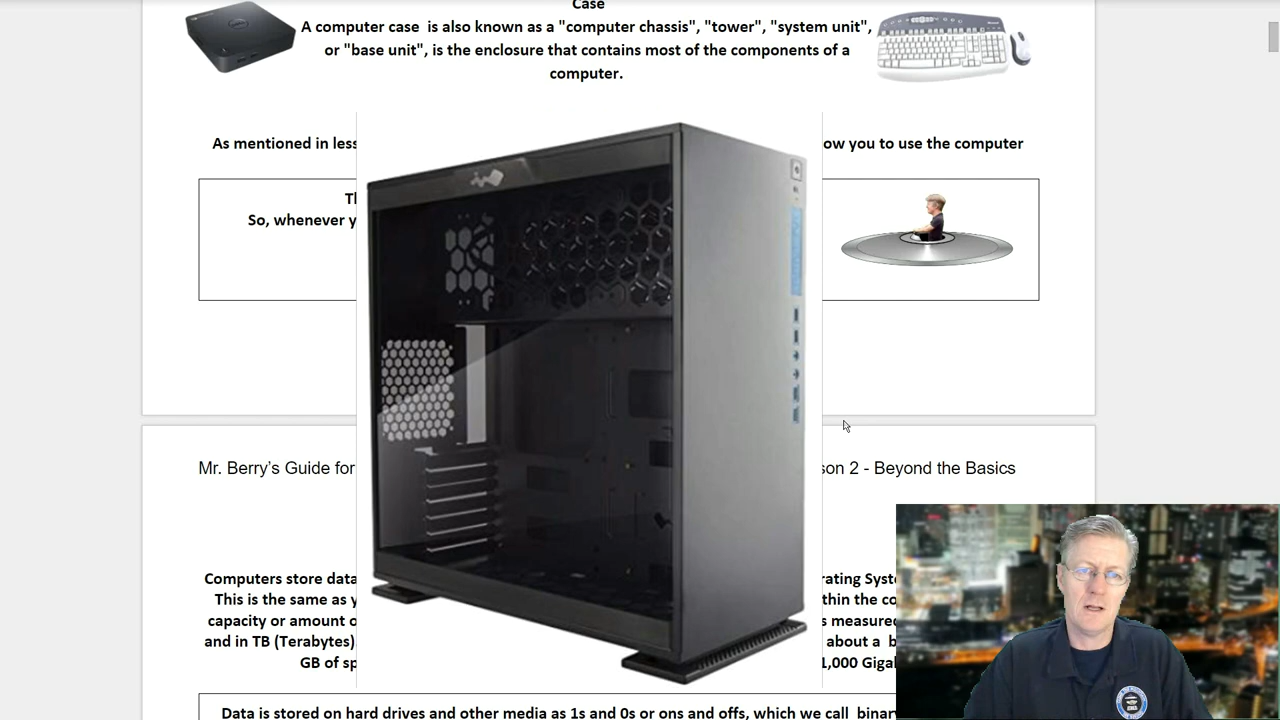 Case
A computer case is also known as a "computer chassis", "tower", "system unit",
or "base unit", is the enclosure that contains most of the components of a
computer.
As mentioned in less
ow you to use the computer
Th
So, whenever y
Mr. Berry's Guide for
son 2 - Beyond the Basics
Computers store data
rating Syste
This is the same as y
thin the co
capacity or amount o
s measured
and in TB (Terabytes)
about a b
GB of sp
1,000 Gigal
Data is stored on hard drives and other media as 1s and 0s or ons and offs, which we call binar